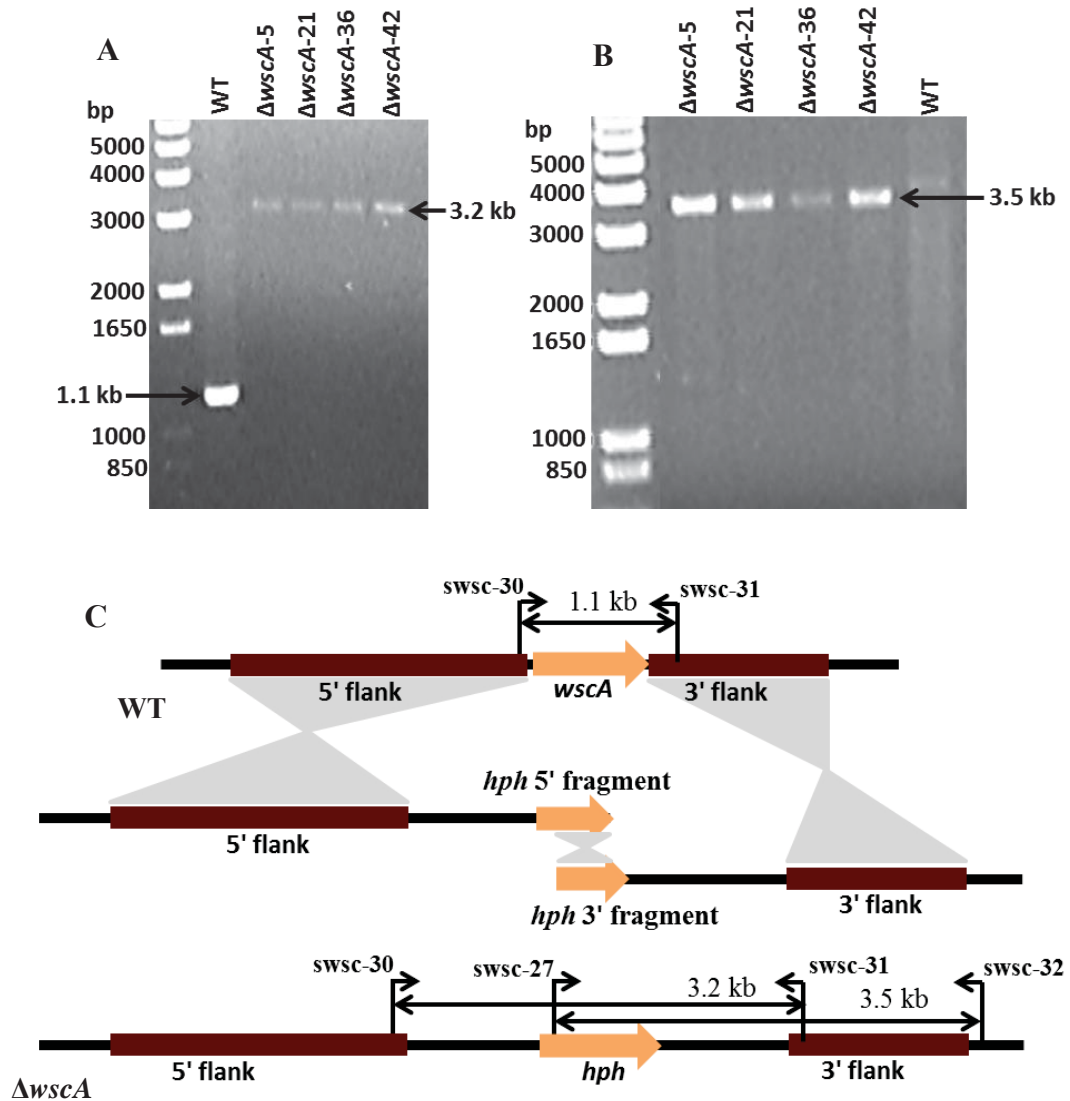 A
bp
WT
ΔwscA-5
ΔwscA-21
ΔwscA-36
ΔwscA-42
5000
4000
3000
2000
1650
1000
850
3.2 kb
1.1 kb
B
bp
ΔwscA-5
ΔwscA-21
ΔwscA-36
ΔwscA-42
WT
5000
4000
3000
2000
1650
1000
850
3.5 kb
C
swsc-30
1.1 kb
swsc-31
5' flank
wscA
3' flank
WT
hph 5' fragment
5' flank
hph 3' fragment
3' flank
swsc-30
swsc-27
swsc-31
swsc-32
3.2 kb
3.5 kb
5' flank
hph
3' flank
ΔwscA